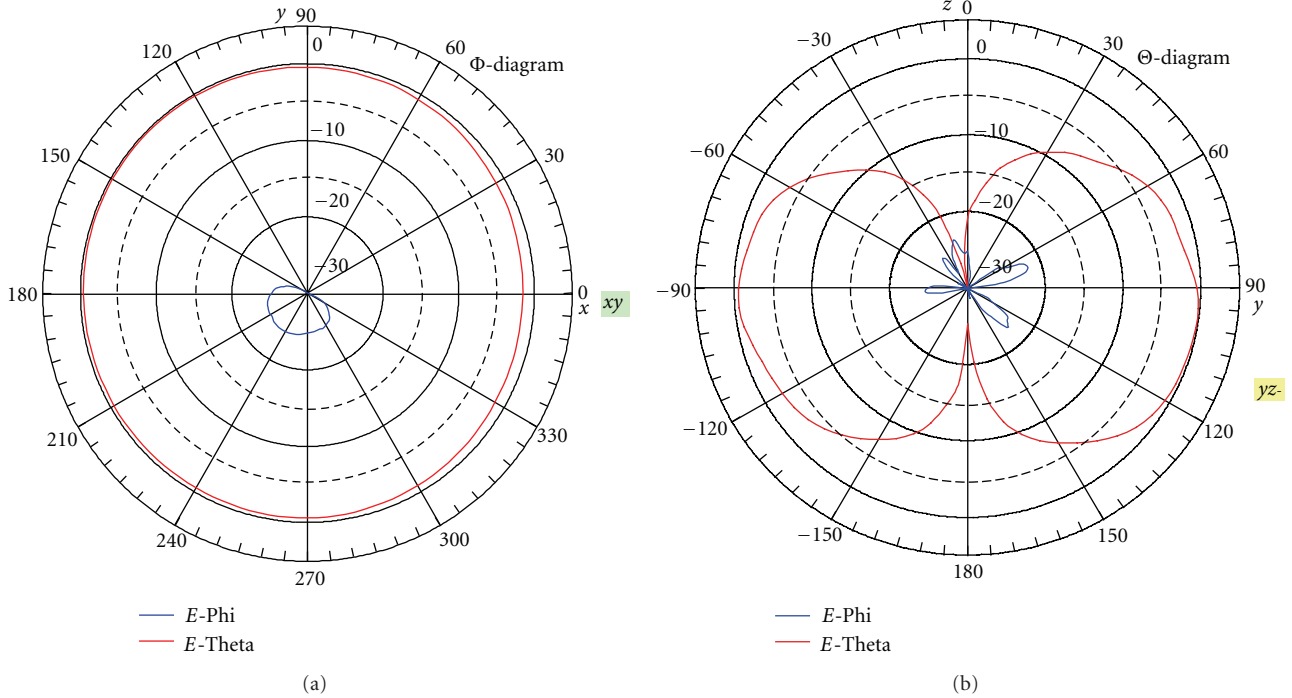 y 90
120
60
Φ-diagram
0
−10
150
30
−20
−30
180
0
x
xy
210
330
240
300
270
E-Phi
E-Theta
(a)
z 0
−30
30
Θ-diagram
0
−10
−60
60
−20
−30
−90
90
y
yz-
−120
120
−150
150
180
E-Phi
E-Theta
(b)